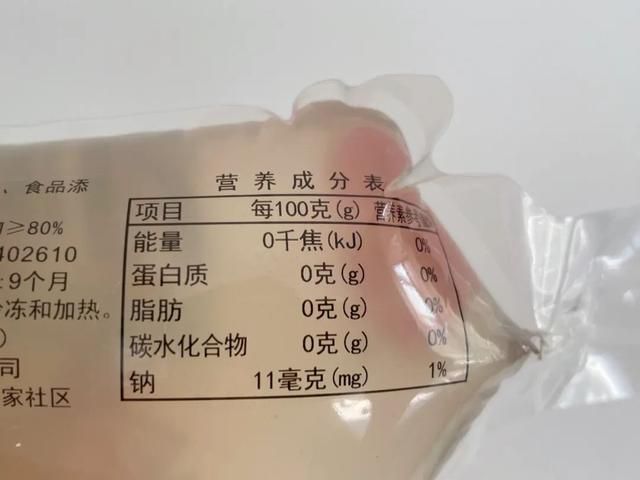 、食品添
≥80%
402610
:9个月
冻和加热。
)
司
家社区
营养成分表
项目 每100克(g) 营养素参考值%
能量 0千焦(kJ) 0%
蛋白质 0克(g) 0%
脂肪 0克(g) 0%
碳水化合物 0克(g) 0%
钠 11毫克(mg) 1%